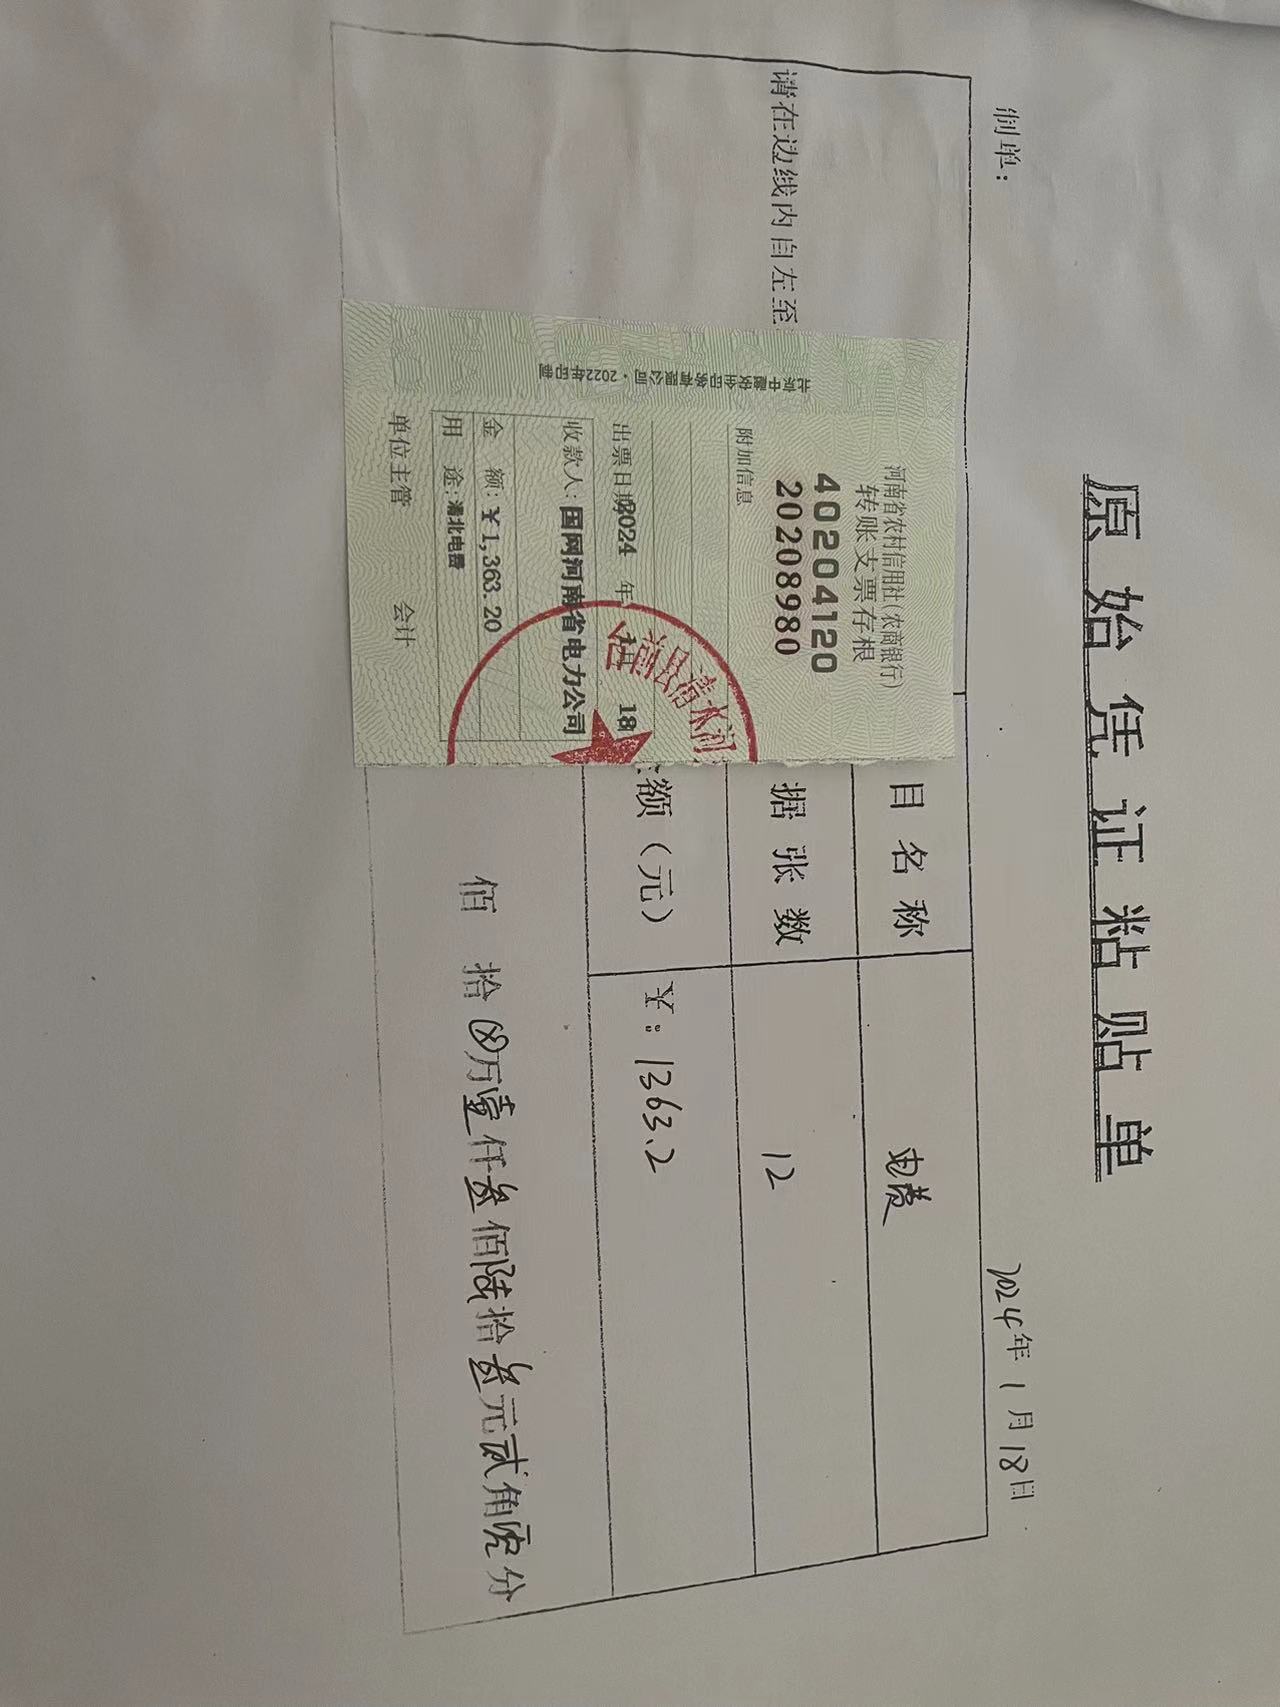 原始凭证粘贴单
2024年1月18日
制单：
请在边线内自左至
目名称 电费
据张数 12
额（元） ¥：1363.2
佰 拾⊗万壹仟叁佰陆拾叁元贰角零分
河南省农村信用社(农商银行)
转账支票存根
40204120
20208980
附加信息
出票日期2024 年 1月 18
收款人：国网河南省电力公司
金 额：¥1,363.20
用 途：清北电费
单位主管 会计
北京中融安全印务有限公司·2022年印制
清水河